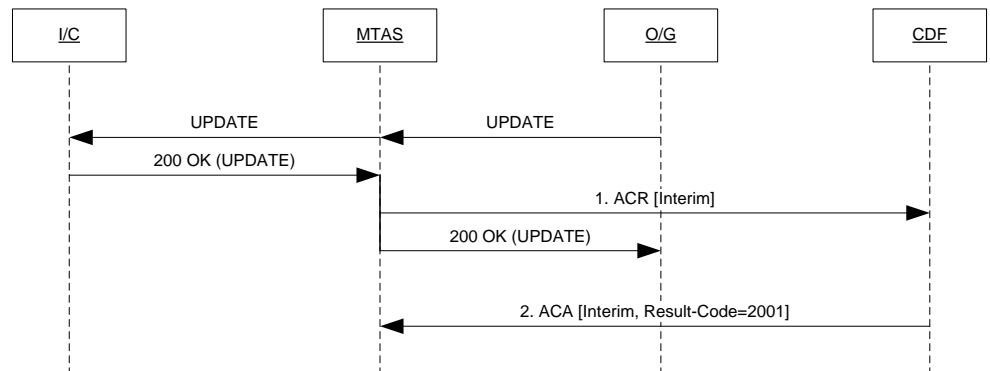 I/C
MTAS
O/G
CDF
UPDATE
UPDATE
200 OK (UPDATE)
1. ACR [Interim]
200 OK (UPDATE)
2. ACA [Interim, Result-Code=2001]